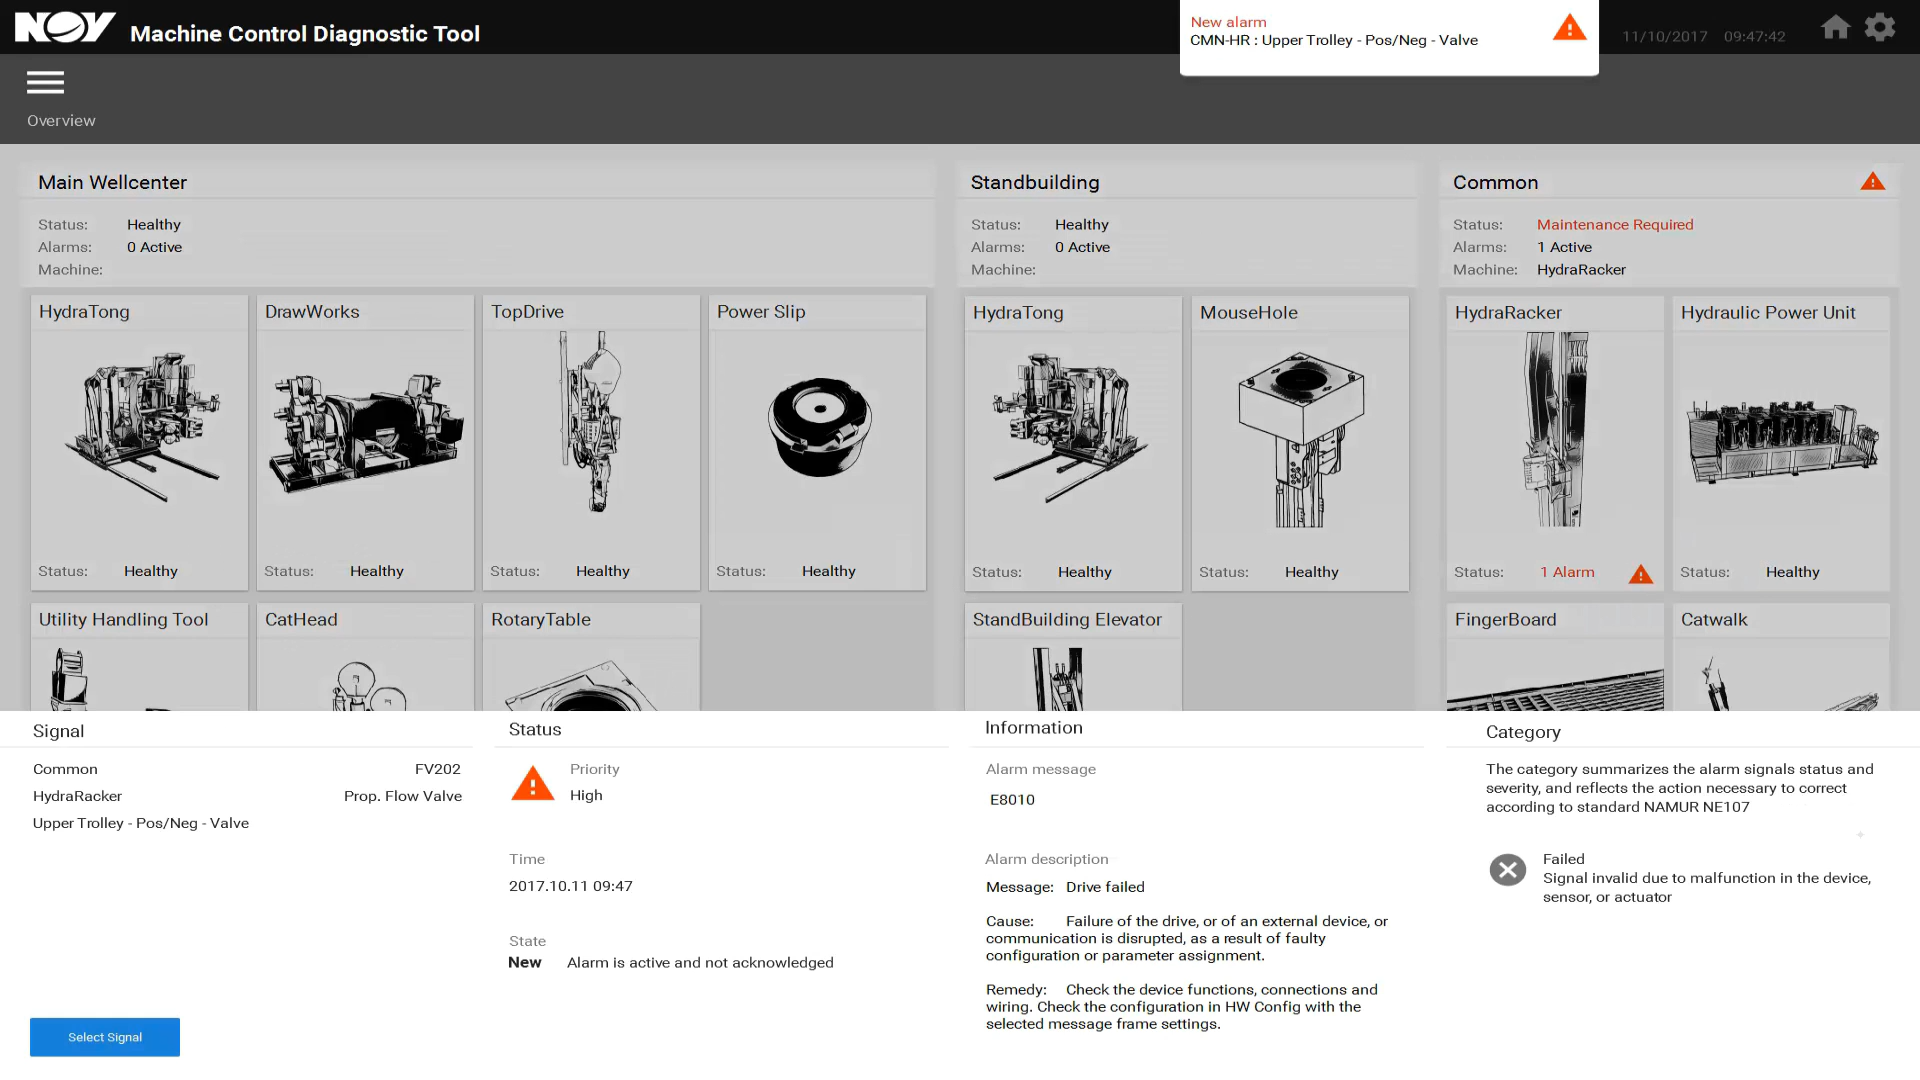 NOV
Machine Control Diagnostic Tool
New alarm
CMN-HR : Upper Trolley - Pos/Neg - Valve
11/10/2017 09:47:42
Overview
Main Wellcenter
Status: Healthy
Alarms: 0 Active
Machine:
HydraTong
Status: Healthy
DrawWorks
Status: Healthy
TopDrive
Status: Healthy
Power Slip
Status: Healthy
Utility Handling Tool
CatHead
RotaryTable
Standbuilding
Status: Healthy
Alarms: 0 Active
Machine:
HydraTong
Status: Healthy
MouseHole
Status: Healthy
StandBuilding Elevator
Common
Status: Maintenance Required
Alarms: 1 Active
Machine: HydraRacker
HydraRacker
Status: 1 Alarm
Hydraulic Power Unit
Status: Healthy
FingerBoard
Catwalk
Signal
Common FV202
HydraRacker Prop. Flow Valve
Upper Trolley - Pos/Neg - Valve
Select Signal
Status
Priority
High
Time
2017.10.11 09:47
State
New Alarm is active and not acknowledged
Information
Alarm message
E8010
Alarm description
Message: Drive failed
Cause: Failure of the drive, or of an external device, or
communication is disrupted, as a result of faulty
configuration or parameter assignment.
Remedy: Check the device functions, connections and
wiring. Check the configuration in HW Config with the
selected message frame settings.
Category
The category summarizes the alarm signals status and
severity, and reflects the action necessary to correct
according to standard NAMUR NE107
Failed
Signal invalid due to malfunction in the device,
sensor, or actuator